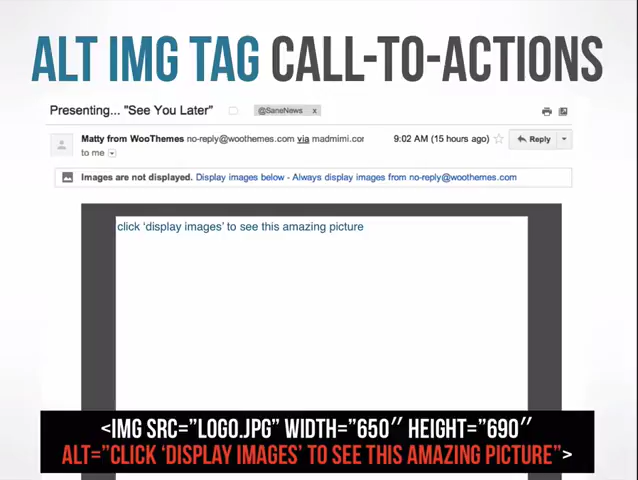 ALT IMG TAG CALL-TO-ACTIONS
Presenting... "See You Later" @SaneNews x
Matty from WooThemes no-reply@woothemes.com via madmimi.cor 9:02 AM (15 hours ago) Reply
to me
Images are not displayed. Display images below - Always display images from no-reply@woothemes.com
click ‘display images’ to see this amazing picture
<IMG SRC=”LOGO.JPG” WIDTH=”650″ HEIGHT=”690″
ALT=”CLICK ‘DISPLAY IMAGES’ TO SEE THIS AMAZING PICTURE”>